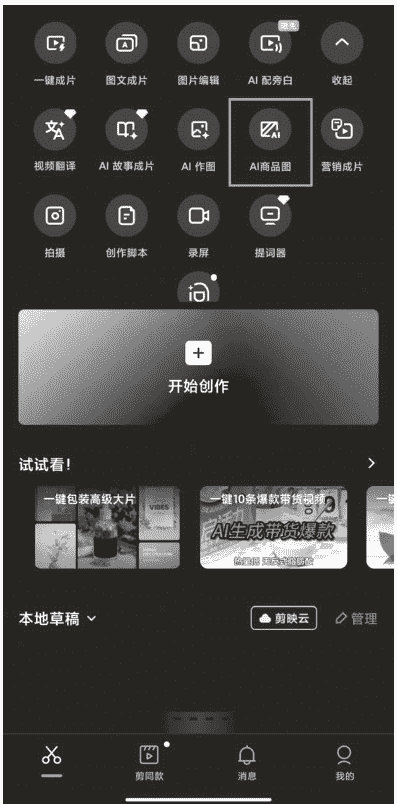 一键成片 图文成片 图片编辑 AI 配旁白 收起
视频翻译 AI 故事成片 AI 作图 AI商品图 营销成片
拍摄 创作脚本 录屏 提词器
开始创作
试试看!
一键包装高级大片 一键10条爆款带货视频 一键
VIBES
AI生成带货爆款
本地草稿 剪映云 管理
剪同款 消息 我的